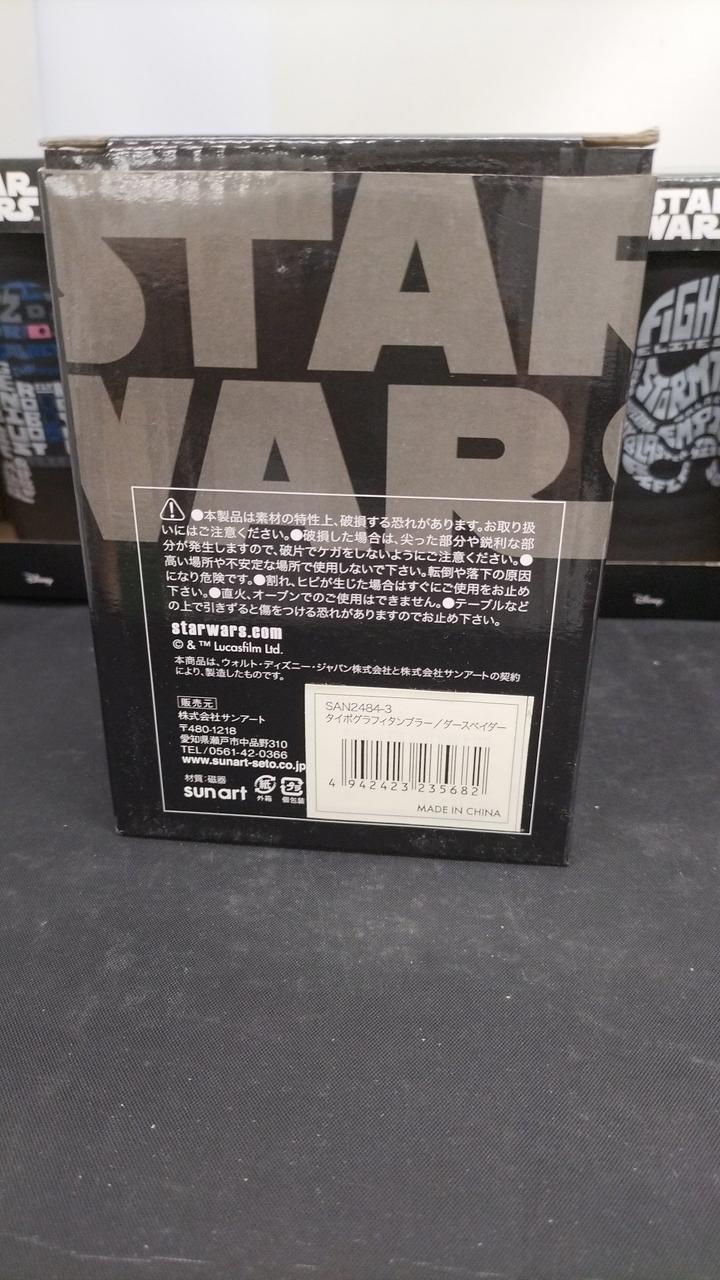 STAR
WARS
⚠ ●本製品は素材の特性上、破損する恐れがあります。お取り扱
いにはご注意ください。●破損した場合は、尖った部分や鋭利な部
分が発生しますので、破片でケガをしないようにご注意ください。●
高い場所や不安定な場所で使用しないで下さい。転倒や落下の原因
になり危険です。●割れ、ヒビが生じた場合はすぐにご使用をお止め
下さい。●直火、オーブンでのご使用はできません。●テーブルなど
の上で引きずると傷をつける恐れがありますのでお止め下さい。
starwars.com
© & ™ Lucasfilm Ltd.
本商品は、ウォルト・ディズニー・ジャパン株式会社と株式会社サンアートの契約
により、製造したものです。
販売元
株式会社サンアート
〒480-1218
愛知県瀬戸市中品野310
TEL/0561-42-0366
www.sunart-seto.co.jp
材質:磁器
sunart
紙
外箱
プラ
個包装
SAN2484-3
タイポグラフィタンブラー/ダースベイダー
4 942423 235682
MADE IN CHINA
AR
RS
Disney
STAR
WAR
FIGH
STORM
EMP
Disney